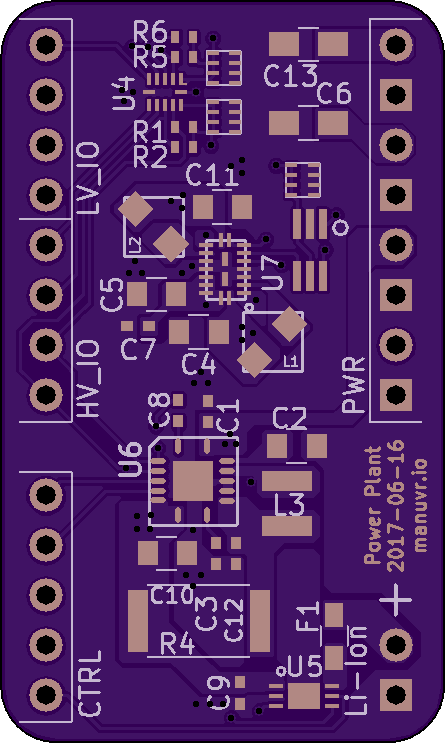 R6
R5
U4
C13
C6
R1
R2
LV_IO
C11
L2
U7
C5
C7
C4
L1
HV_IO
PWR
C8
C1
C2
U6
L3
Power Plant
2017-06-16
manuvr.io
C10
C3
C12
R4
F1
+
U5
Li-Ion
CTRL
C9